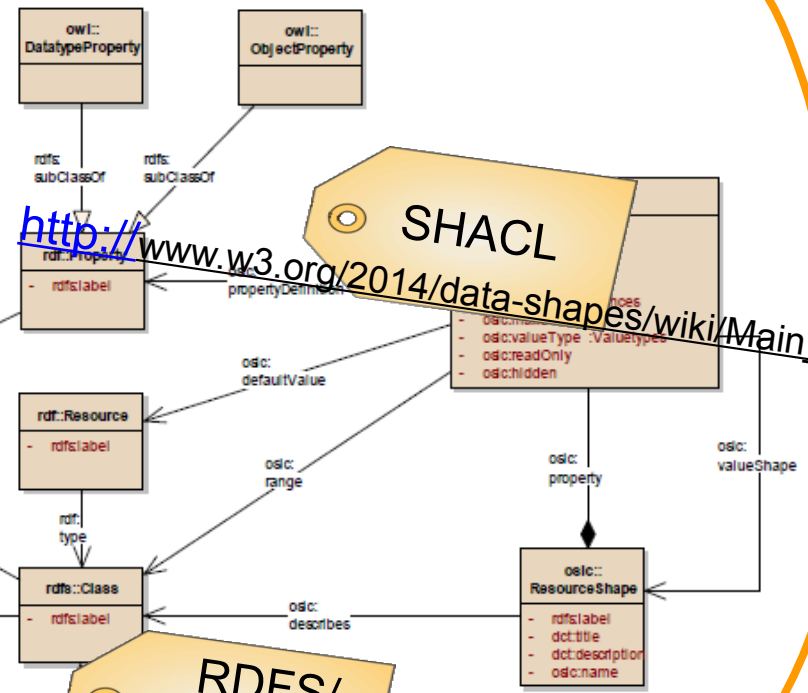 owl::
DatatypeProperty
owl::
ObjectProperty
rdfs:
subClassOf
rdfs:
subClassOf
SHACL
http://www.w3.org/2014/data-shapes/wiki/Main
rdf::Property
- rdfs:label
osic:
propertyDefinition
- osic:valueType :Valuetypes
- osic:readOnly
- osic:hidden
osic:
defaultValue
rdf::Resource
- rdfs:label
osic:
range
osic:
property
osic:
valueShape
rdf:
type
rdfs::Class
- rdfs:label
osic:
describes
osic::
ResourceShape
- rdfs:label
- dct:title
- dct:description
- osic:name
RDFS/